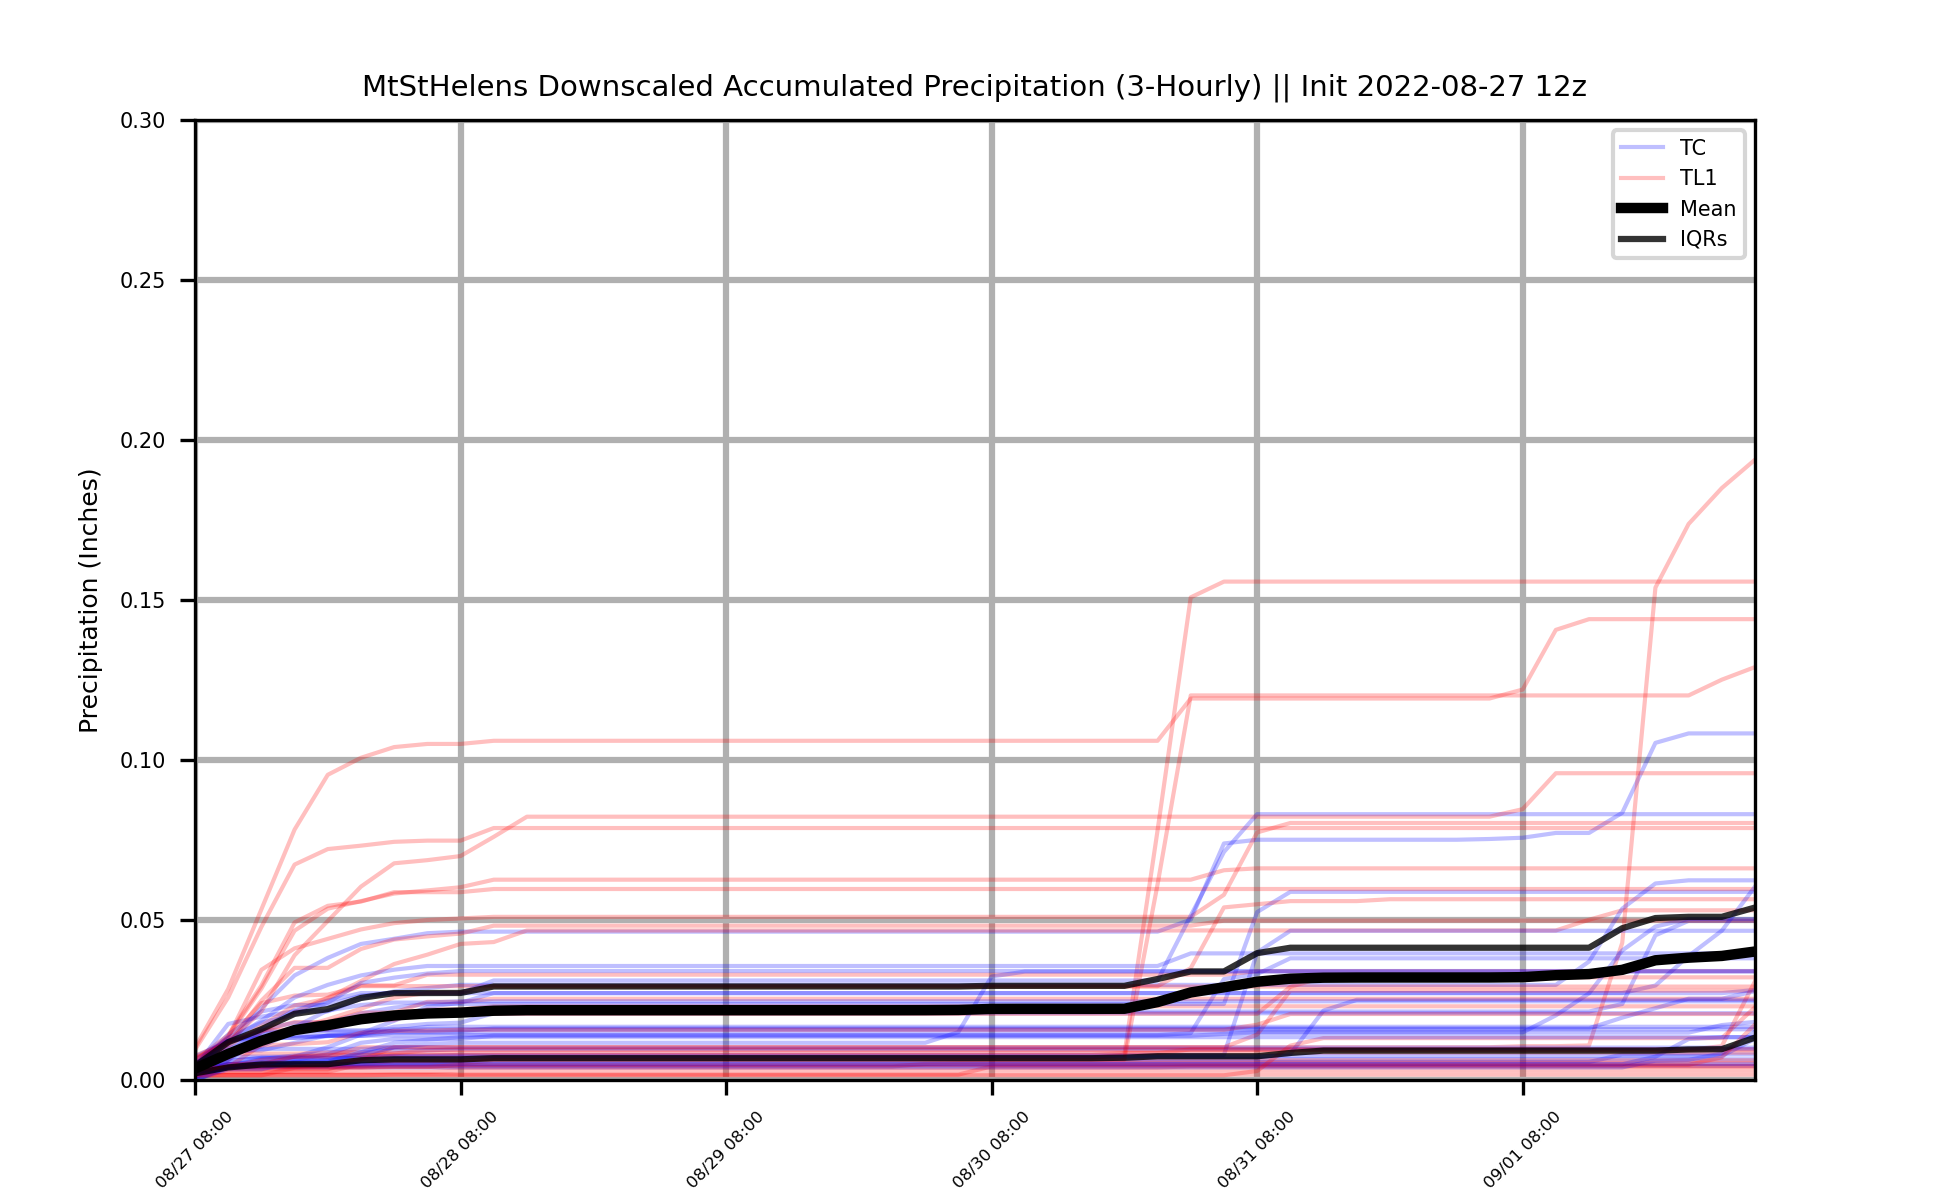 MtStHelens Downscaled Accumulated Precipitation (3-Hourly) || Init 2022-08-27 12z
Precipitation (Inches)
0.30
0.25
0.20
0.15
0.10
0.05
0.00
TC
TL1
Mean
IQRs
08/27 08:00
08/28 08:00
08/29 08:00
08/30 08:00
08/31 08:00
09/01 08:00